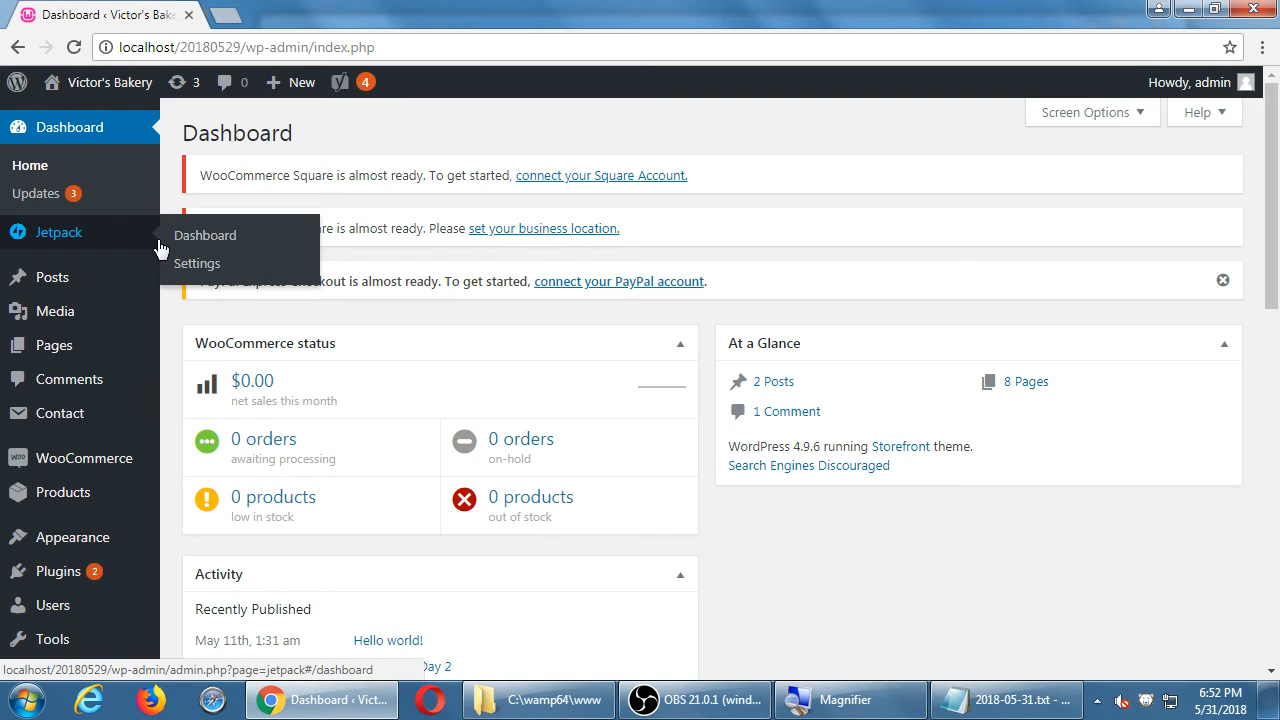 Dashboard ‹ Victor's Bak
localhost/20180529/wp-admin/index.php
Victor's Bakery 3 0 New 4 Howdy, admin
Screen Options Help
Dashboard
Home
Updates 3
Jetpack
Dashboard
Settings
Posts
Media
Pages
Comments
Contact
WooCommerce
Products
Appearance
Plugins 2
Users
Tools
Dashboard
WooCommerce Square is almost ready. To get started, connect your Square Account.
is almost ready. Please set your business location.
is almost ready. To get started, connect your PayPal account.
WooCommerce status
$0.00
net sales this month
0 orders
awaiting processing
0 orders
on-hold
0 products
low in stock
0 products
out of stock
Activity
Recently Published
May 11th, 1:31 am Hello world!
Day 2
At a Glance
2 Posts 8 Pages
1 Comment
WordPress 4.9.6 running Storefront theme.
Search Engines Discouraged
localhost/20180529/wp-admin/admin.php?page=jetpack#/dashboard
Dashboard ‹ Vict...
C:\wamp64\www
OBS 21.0.1 (wind...
Magnifier
2018-05-31.txt - ...
6:52 PM
5/31/2018